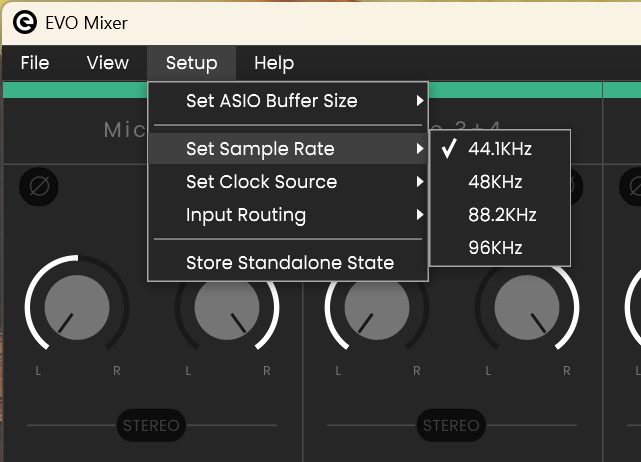 EVO Mixer
File View Setup Help
Set ASIO Buffer Size
Mic 3+4
Set Sample Rate
44.1KHz
Set Clock Source
48KHz
Input Routing
88.2KHz
96KHz
Store Standalone State
L R L R L R L R L
STEREO STEREO